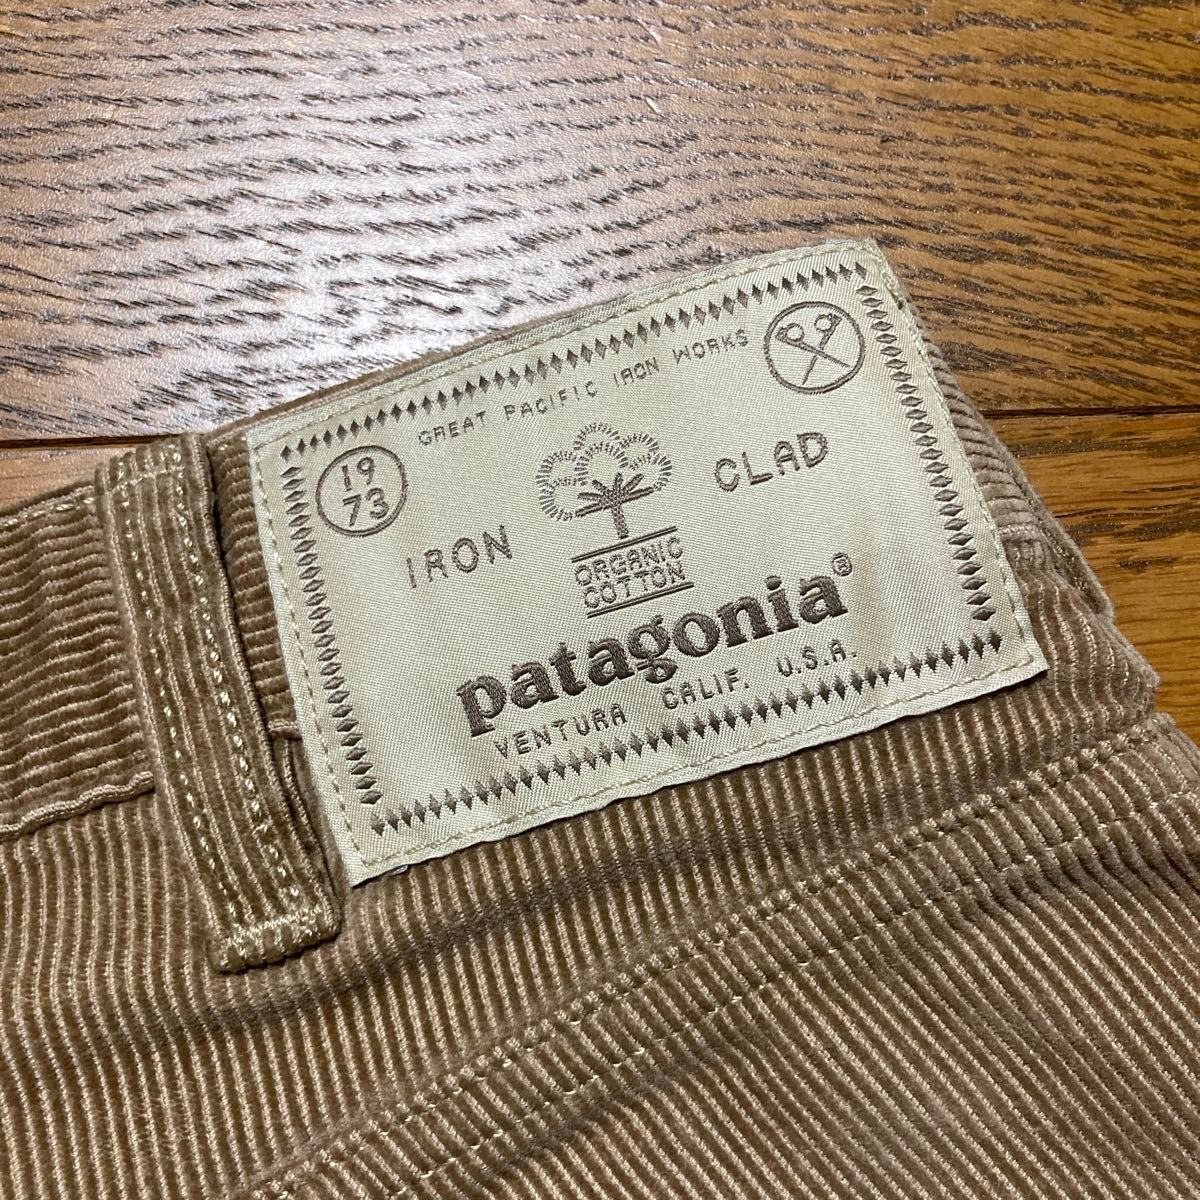 GREAT PACIFIC IRON WORKS
19
73
IRON CLAD
ORGANIC
COTTON
patagonia®
VENTURA CALIF. U.S.A.